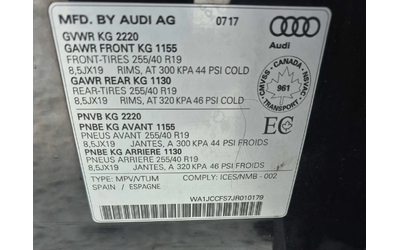 MFD. BY AUDI AG 07 17
GVWR KG 2220
GAWR FRONT KG 1155
FRONT-TIRES 255/40 R19
8,5JX19 RIMS, AT 300 KPA 44 PSI COLD
GAWR REAR KG 1130
REAR-TIRES 255/40 R19
8,5JX19 RIMS, AT 320 KPA 46 PSI COLD
Audi
CANADA
CMVSS
NSVAC
961
TRANSPORT
PNVB KG 2220
PNBE KG AVANT 1155
PNEUS AVANT 255/40 R19
8,5JX19 JANTES, A 300 KPA 44 PSI FROIDS
PNBE KG ARRIERE 1130
PNEUS ARRIERE 255/40 R19
8,5JX19 JANTES, A 320 KPA 46 PSI FROIDS
EC
TYPE: MPV/VTUM COMPLY: ICES/NMB - 002
SPAIN / ESPAGNE
WA1JCCFS7JR010179